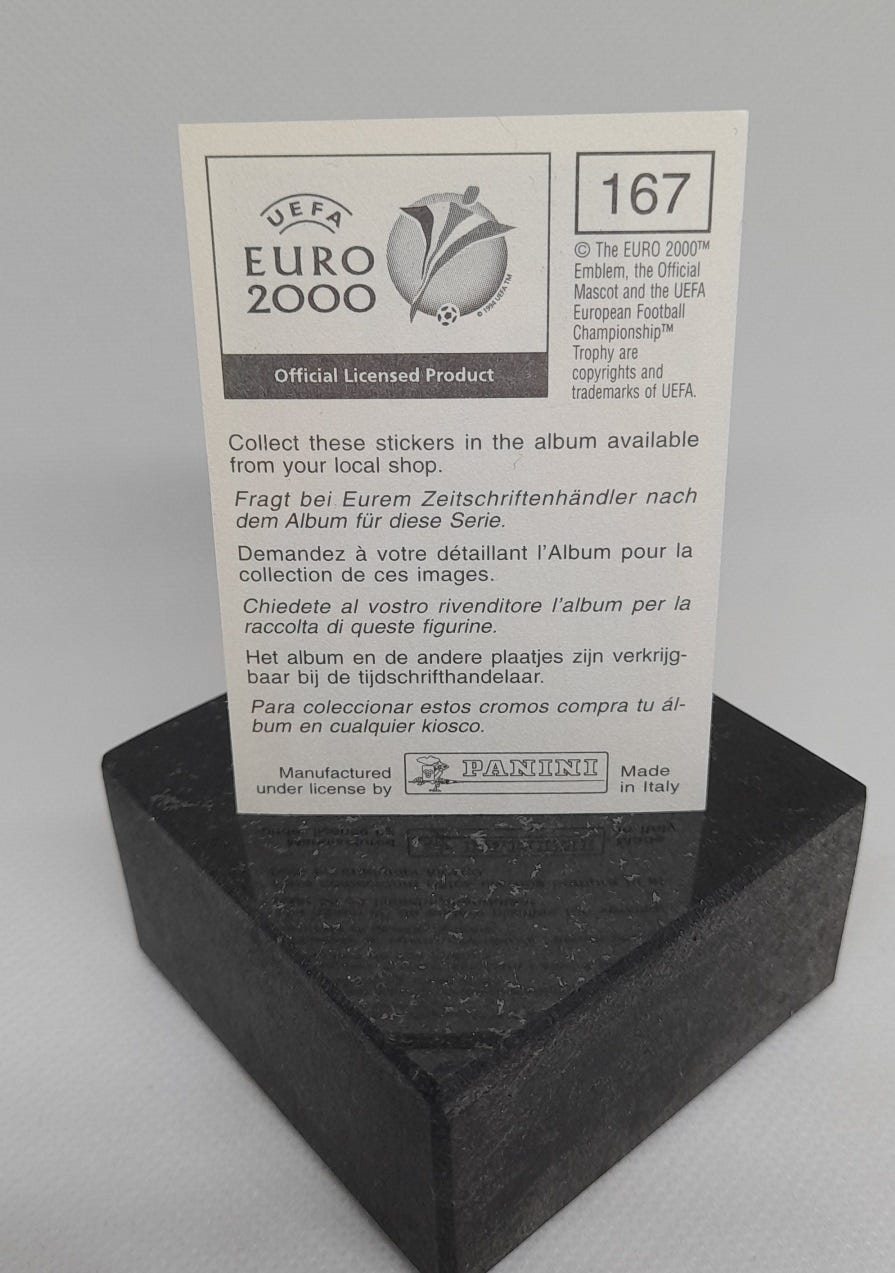 UEFA
EURO
2000
© 1994 UEFA TM
Official Licensed Product
167
© The EURO 2000™
Emblem, the Official
Mascot and the UEFA
European Football
Championship™
Trophy are
copyrights and
trademarks of UEFA.
Collect these stickers in the album available
from your local shop.
Fragt bei Eurem Zeitschriftenhändler nach
dem Album für diese Serie.
Demandez à votre détaillant l'Album pour la
collection de ces images.
Chiedete al vostro rivenditore l'album per la
raccolta di queste figurine.
Het album en de andere plaatjes zijn verkrijg-
baar bij de tijdschrifthandelaar.
Para coleccionar estos cromos compra tu ál-
bum en cualquier kiosco.
Manufactured
under license by
PANINI
Made
in Italy